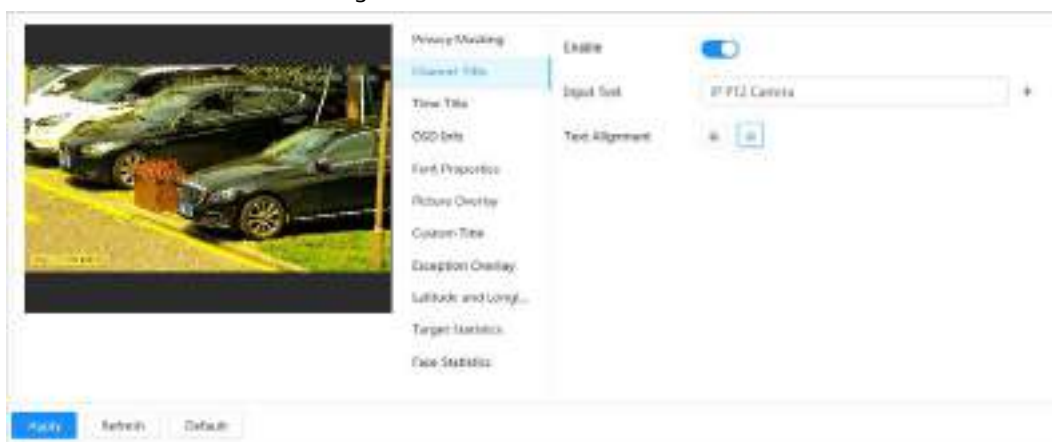 Privacy Masking
Channel Title
Time Title
OSD Info
Font Properties
Picture Overlay
Custom Title
Exception Overlay
Latitude and Longi...
Target Statistics
Face Statistics
Enable
Input Text
IP PTZ Camera
+
Text Alignment
Apply
Refresh
Default